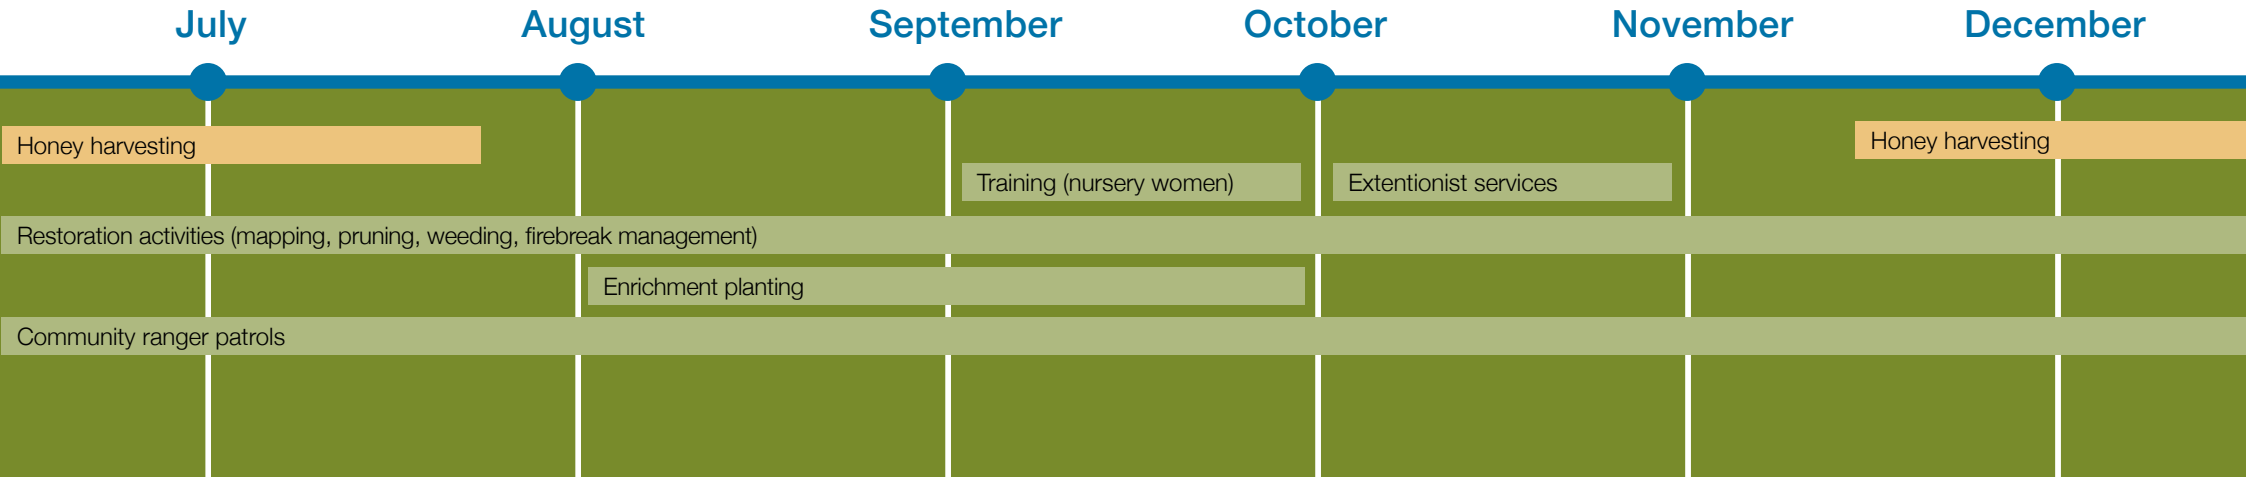 July August September October November December
Honey harvesting Honey harvesting
Training (nursery women) Extentionist services
Restoration activities (mapping, pruning, weeding, firebreak management)
Enrichment planting
Community ranger patrols